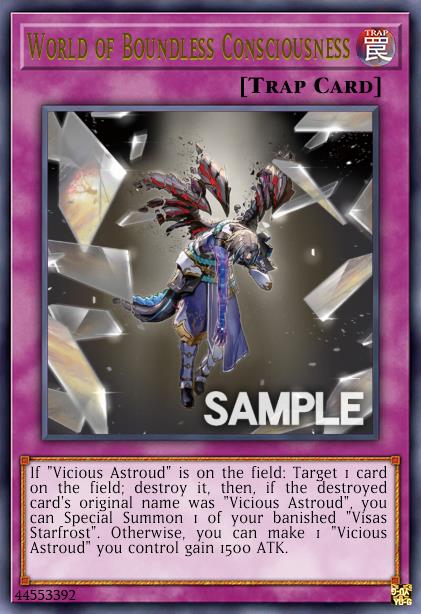 World of Boundless Consciousness
TRAP
罠
[Trap Card]
SAMPLE
If "Vicious Astroud" is on the field: Target 1 card
on the field; destroy it, then, if the destroyed
card's original name was "Vicious Astroud", you
can Special Summon 1 of your banished "Visas
Starfrost". Otherwise, you can make 1 "Vicious
Astroud" you control gain 1500 ATK.
44553392